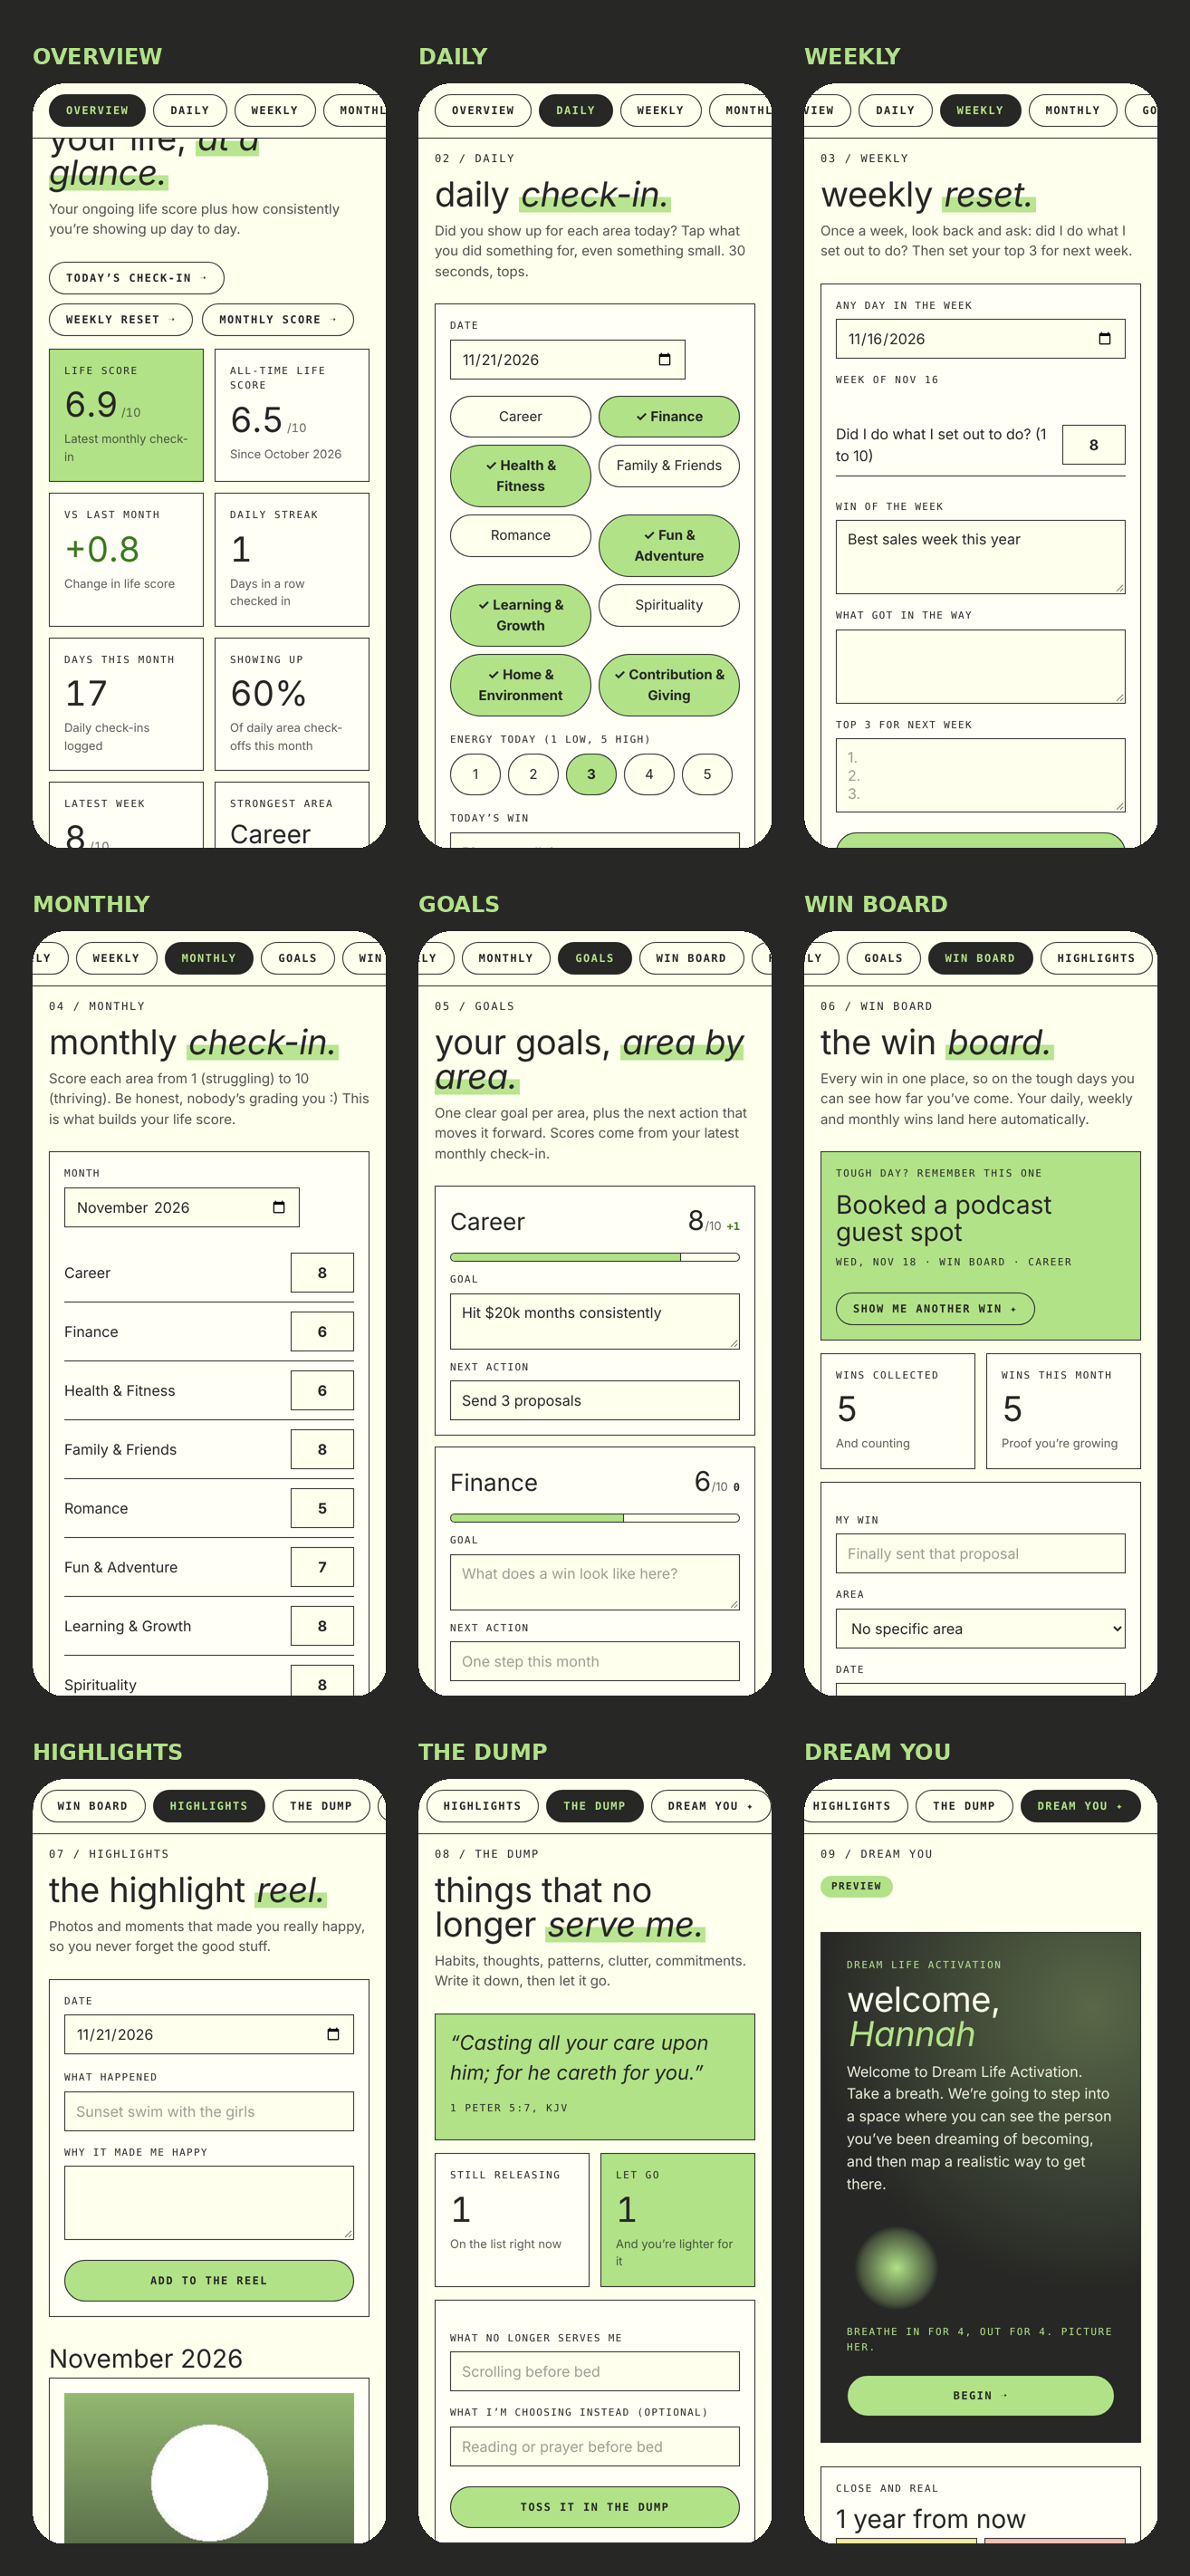 OVERVIEW
OVERVIEW DAILY WEEKLY MONTHL
your life, at a
glance.
Your ongoing life score plus how consistently
you’re showing up day to day.
TODAY’S CHECK-IN →
WEEKLY RESET → MONTHLY SCORE →
LIFE SCORE
6.9 /10
Latest monthly check-
in
ALL-TIME LIFE
SCORE
6.5 /10
Since October 2026
VS LAST MONTH
+0.8
Change in life score
DAILY STREAK
1
Days in a row
checked in
DAYS THIS MONTH
17
Daily check-ins
logged
SHOWING UP
60%
Of daily area check-
offs this month
LATEST WEEK
8 /10
STRONGEST AREA
Career
DAILY
OVERVIEW DAILY WEEKLY MONTHL
02 / DAILY
daily check-in.
Did you show up for each area today? Tap what
you did something for, even something small. 30
seconds, tops.
DATE
11/21/2026
Career ✓ Finance
✓ Health &
Fitness
Family & Friends
Romance
✓ Fun &
Adventure
✓ Learning &
Growth
Spirituality
✓ Home &
Environment
✓ Contribution &
Giving
ENERGY TODAY (1 LOW, 5 HIGH)
1 2 3 4 5
TODAY’S WIN
WEEKLY
VIEW DAILY WEEKLY MONTHLY GO
03 / WEEKLY
weekly reset.
Once a week, look back and ask: did I do what I
set out to do? Then set your top 3 for next week.
ANY DAY IN THE WEEK
11/16/2026
WEEK OF NOV 16
Did I do what I set out to do? (1
to 10)
8
WIN OF THE WEEK
Best sales week this year
WHAT GOT IN THE WAY
TOP 3 FOR NEXT WEEK
1.
2.
3.
MONTHLY
LY WEEKLY MONTHLY GOALS WIN
04 / MONTHLY
monthly check-in.
Score each area from 1 (struggling) to 10
(thriving). Be honest, nobody’s grading you :) This
is what builds your life score.
MONTH
November 2026
Career 8
Finance 6
Health & Fitness 6
Family & Friends 8
Romance 5
Fun & Adventure 7
Learning & Growth 8
Spirituality 8
GOALS
LY MONTHLY GOALS WIN BOARD
05 / GOALS
your goals, area by
area.
One clear goal per area, plus the next action that
moves it forward. Scores come from your latest
monthly check-in.
Career 8/10 +1
GOAL
Hit $20k months consistently
NEXT ACTION
Send 3 proposals
Finance 6/10 0
GOAL
What does a win look like here?
NEXT ACTION
One step this month
WIN BOARD
LY GOALS WIN BOARD HIGHLIGHTS
06 / WIN BOARD
the win board.
Every win in one place, so on the tough days you
can see how far you’ve come. Your daily, weekly
and monthly wins land here automatically.
TOUGH DAY? REMEMBER THIS ONE
Booked a podcast
guest spot
WED, NOV 18 · WIN BOARD · CAREER
SHOW ME ANOTHER WIN ✦
WINS COLLECTED
5
And counting
WINS THIS MONTH
5
Proof you’re growing
MY WIN
Finally sent that proposal
AREA
No specific area
DATE
HIGHLIGHTS
WIN BOARD HIGHLIGHTS THE DUMP
07 / HIGHLIGHTS
the highlight reel.
Photos and moments that made you really happy,
so you never forget the good stuff.
DATE
11/21/2026
WHAT HAPPENED
Sunset swim with the girls
WHY IT MADE ME HAPPY
ADD TO THE REEL
November 2026
THE DUMP
HIGHLIGHTS THE DUMP DREAM YOU ✦
08 / THE DUMP
things that no
longer serve me.
Habits, thoughts, patterns, clutter, commitments.
Write it down, then let it go.
“Casting all your care upon
him; for he careth for you.”
1 PETER 5:7, KJV
STILL RELEASING
1
On the list right now
LET GO
1
And you’re lighter for
it
WHAT NO LONGER SERVES ME
Scrolling before bed
WHAT I’M CHOOSING INSTEAD (OPTIONAL)
Reading or prayer before bed
TOSS IT IN THE DUMP
DREAM YOU
HIGHLIGHTS THE DUMP DREAM YOU ✦
09 / DREAM YOU
PREVIEW
DREAM LIFE ACTIVATION
welcome,
Hannah
Welcome to Dream Life Activation.
Take a breath. We’re going to step into
a space where you can see the person
you’ve been dreaming of becoming,
and then map a realistic way to get
there.
BREATHE IN FOR 4, OUT FOR 4. PICTURE
HER.
BEGIN →
CLOSE AND REAL
1 year from now